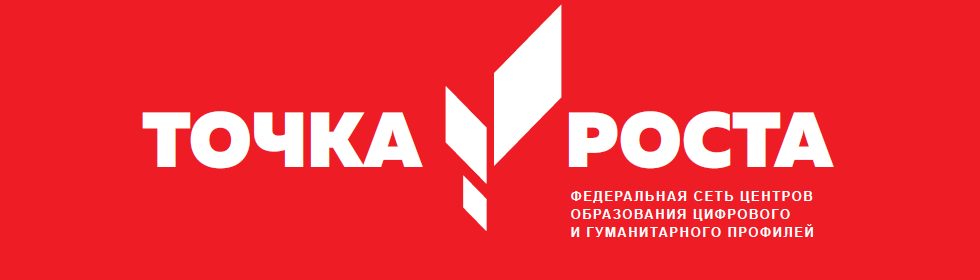 ТОЧКА РОСТА
ФЕДЕРАЛЬНАЯ СЕТЬ ЦЕНТРОВ
ОБРАЗОВАНИЯ ЦИФРОВОГО
И ГУМАНИТАРНОГО ПРОФИЛЕЙ